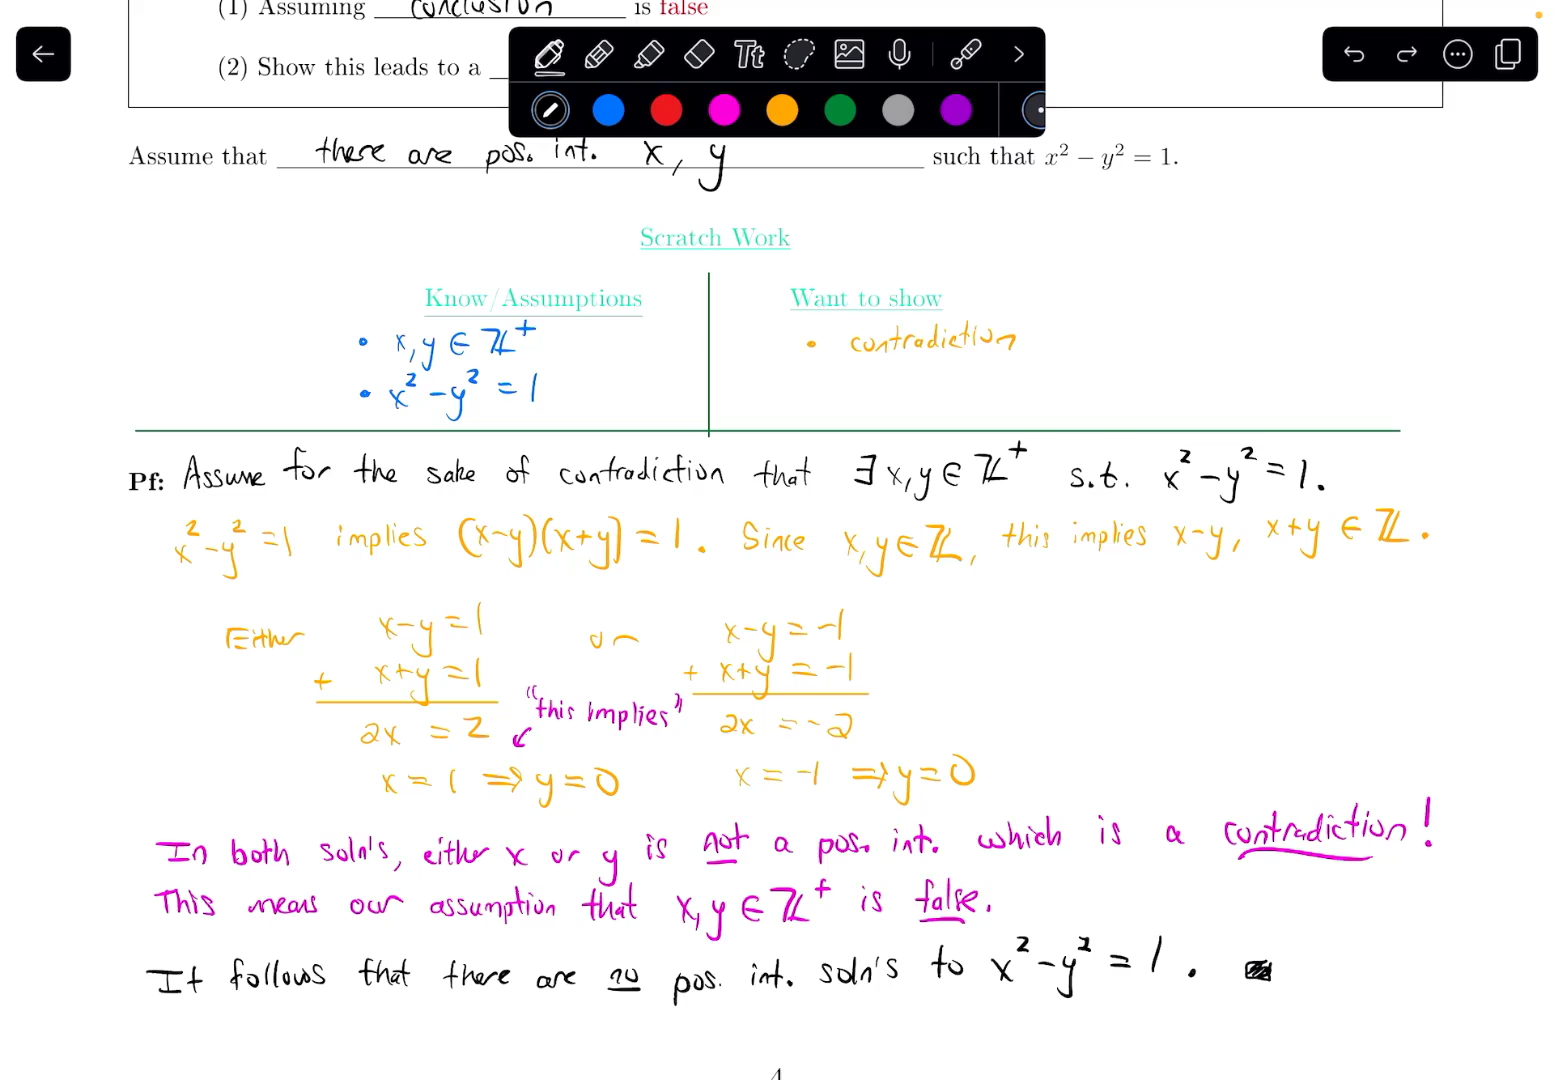 (1) Assuming conclusion is false
(2) Show this leads to a
Tt
Assume that there are pos. int. x, y such that x² − y² = 1.
Scratch Work
Know/Assumptions
Want to show
• x, y ∈ ℤ⁺
• contradiction
• x² − y² = 1
Pf: Assume for the sake of contradiction that ∃ x, y ∈ ℤ⁺ s.t. x² − y² = 1.
x² − y² = 1 implies (x−y)(x+y) = 1. Since x, y ∈ ℤ, this implies x−y, x+y ∈ ℤ.
Either x−y = 1 or x−y = −1
+ x+y = 1 + x+y = −1
"this implies"
2x = 2 2x = −2
x = 1 ⇒ y = 0 x = −1 ⇒ y = 0
In both soln's, either x or y is not a pos. int. which is a contradiction!
This means our assumption that x, y ∈ ℤ⁺ is false.
It follows that there are no pos. int. soln's to x² − y² = 1.
4